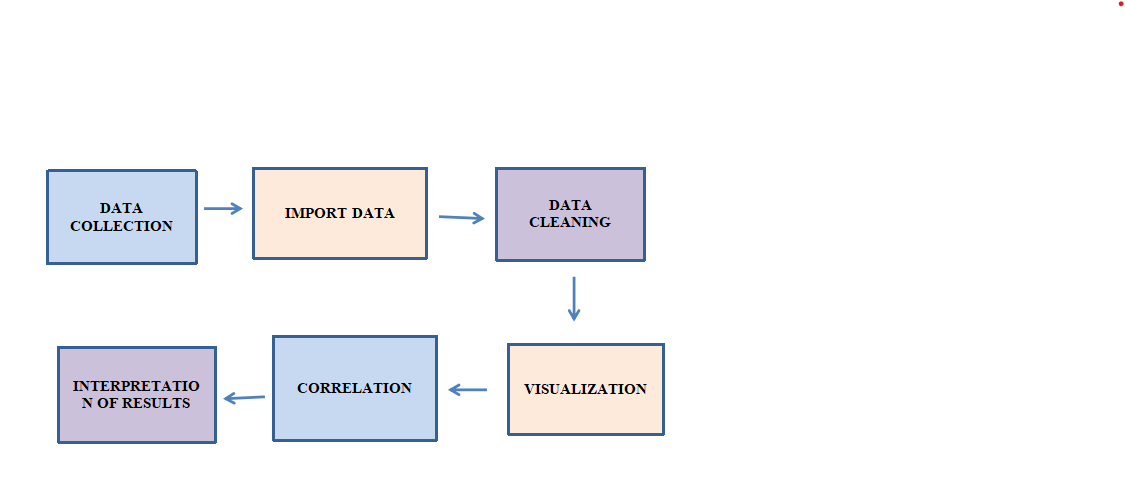 DATA
COLLECTION
IMPORT DATA
DATA
CLEANING
VISUALIZATION
CORRELATION
INTERPRETATIO
N OF RESULTS